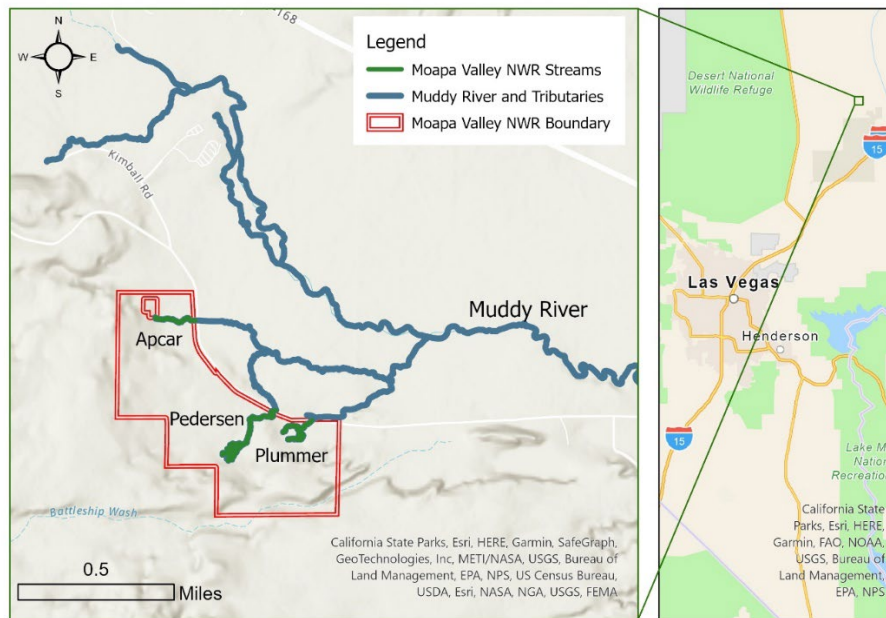 N
W
E
S
168
Legend
Moapa Valley NWR Streams
Muddy River and Tributaries
Moapa Valley NWR Boundary
Kimball Rd
Muddy River
Apcar
Pedersen
Plummer
Battleship Wash
0.5
Miles
California State Parks, Esri, HERE, Garmin, SafeGraph,
GeoTechnologies, Inc, METI/NASA, USGS, Bureau of
Land Management, EPA, NPS, US Census Bureau,
USDA, Esri, NASA, NGA, USGS, FEMA
Desert National
Wildlife Refuge
15
Las Vegas
Henderson
15
Lake M
Nation
Recreation
California State
Parks, Esri, HERE,
Garmin, FAO, NOAA,
USGS, Bureau of
Land Management,
EPA, NPS